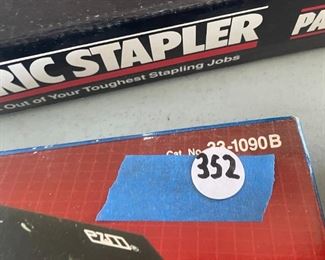 RIC STAPLER
PA
Out of Your Toughest Stapling Jobs
Cat. No. 23-1090B
352